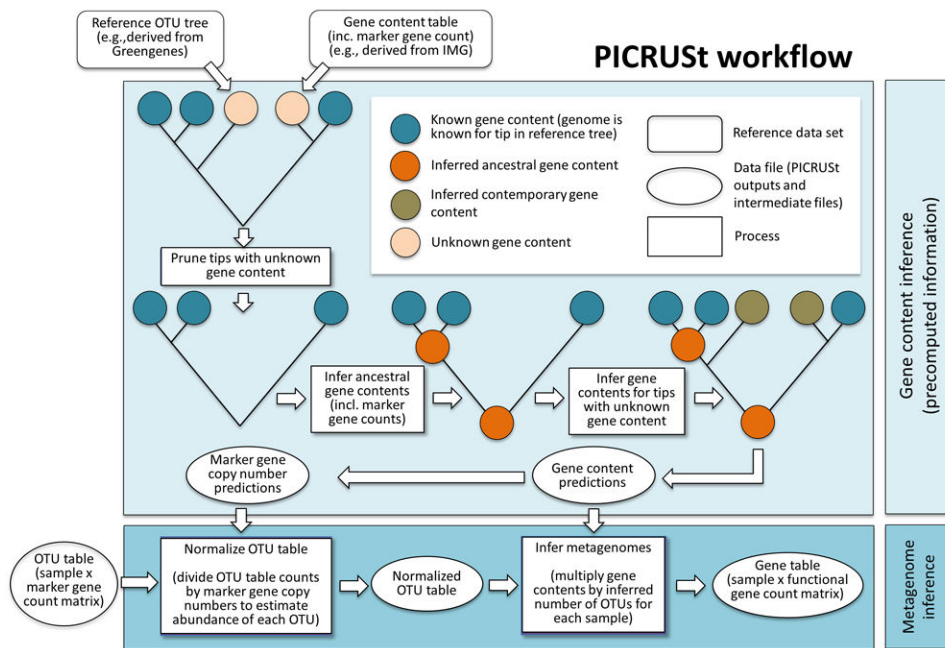 Reference OTU tree
(e.g.,derived from
Greengenes)
Gene content table
(inc. marker gene count)
(e.g., derived from IMG)
PICRUSt workflow
Known gene content (genome is
known for tip in reference tree)
Inferred ancestral gene content
Inferred contemporary gene
content
Unknown gene content
Reference data set
Data file (PICRUSt
outputs and
intermediate files)
Process
Prune tips with unknown
gene content
Infer ancestral
gene contents
(incl. marker
gene counts)
Infer gene
contents for tips
with unknown
gene content
Marker gene
copy number
predictions
Gene content
predictions
Gene content inference
(precomputed information)
OTU table
(sample x
marker gene
count matrix)
Normalize OTU table
(divide OTU table counts
by marker gene copy
numbers to estimate
abundance of each OTU)
Normalized
OTU table
Infer metagenomes
(multiply gene
contents by inferred
number of OTUs for
each sample)
Gene table
(sample x functional
gene count matrix)
Metagenome
inference